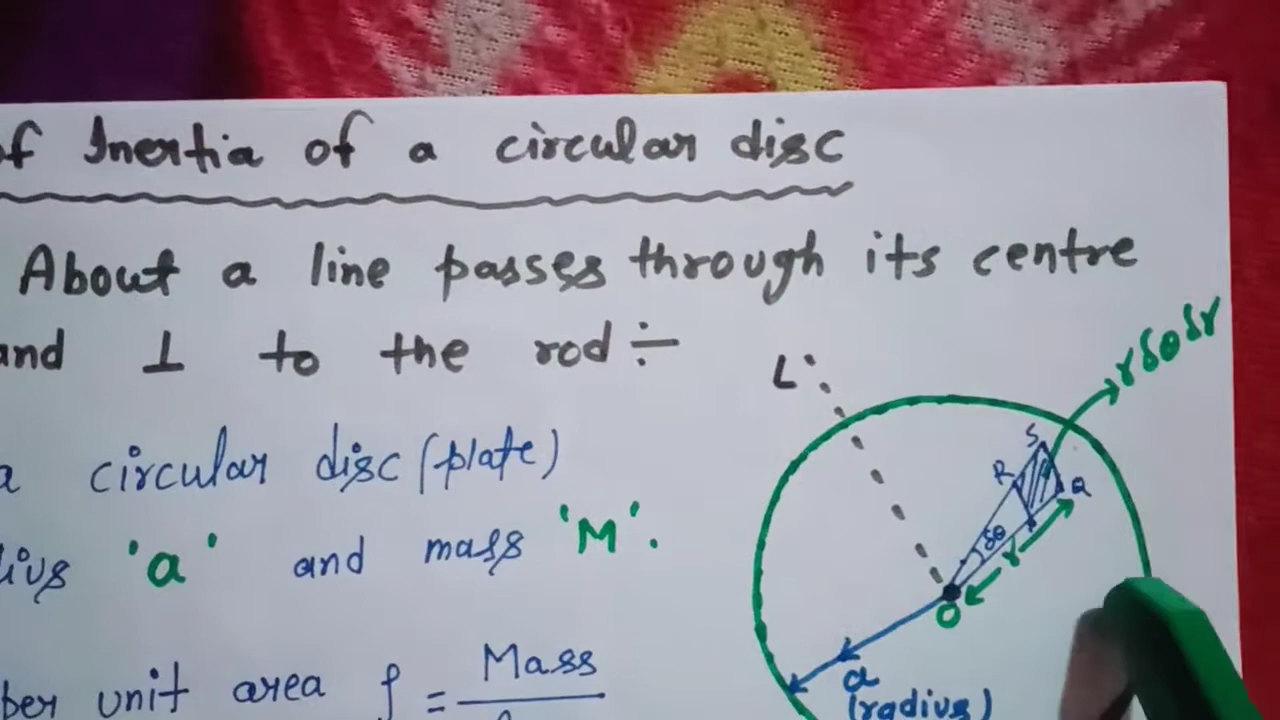 of Inertia of a circular disc
About a line passes through its centre
and ⊥ to the rod ÷
a circular disc (plate)
'a' and mass 'M'.
per unit area ρ = Mass
L
rδθδr
S
R
Q
δθ
r
O
a
(radius)